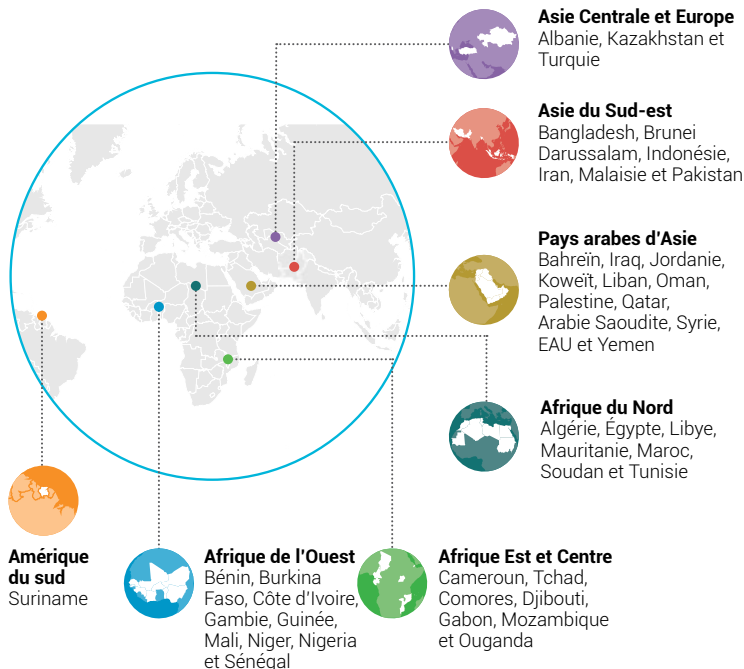 Asie Centrale et Europe
Albanie, Kazakhstan et
Turquie
Asie du Sud-est
Bangladesh, Brunei
Darussalam, Indonésie,
Iran, Malaisie et Pakistan
Pays arabes d'Asie
Bahreïn, Iraq, Jordanie,
Koweït, Liban, Oman,
Palestine, Qatar,
Arabie Saoudite, Syrie,
EAU et Yemen
Afrique du Nord
Algérie, Égypte, Libye,
Mauritanie, Maroc,
Soudan et Tunisie
Amérique
du sud
Suriname
Afrique de l'Ouest
Bénin, Burkina
Faso, Côte d'Ivoire,
Gambie, Guinée,
Mali, Niger, Nigeria
et Sénégal
Afrique Est et Centre
Cameroun, Tchad,
Comores, Djibouti,
Gabon, Mozambique
et Ouganda